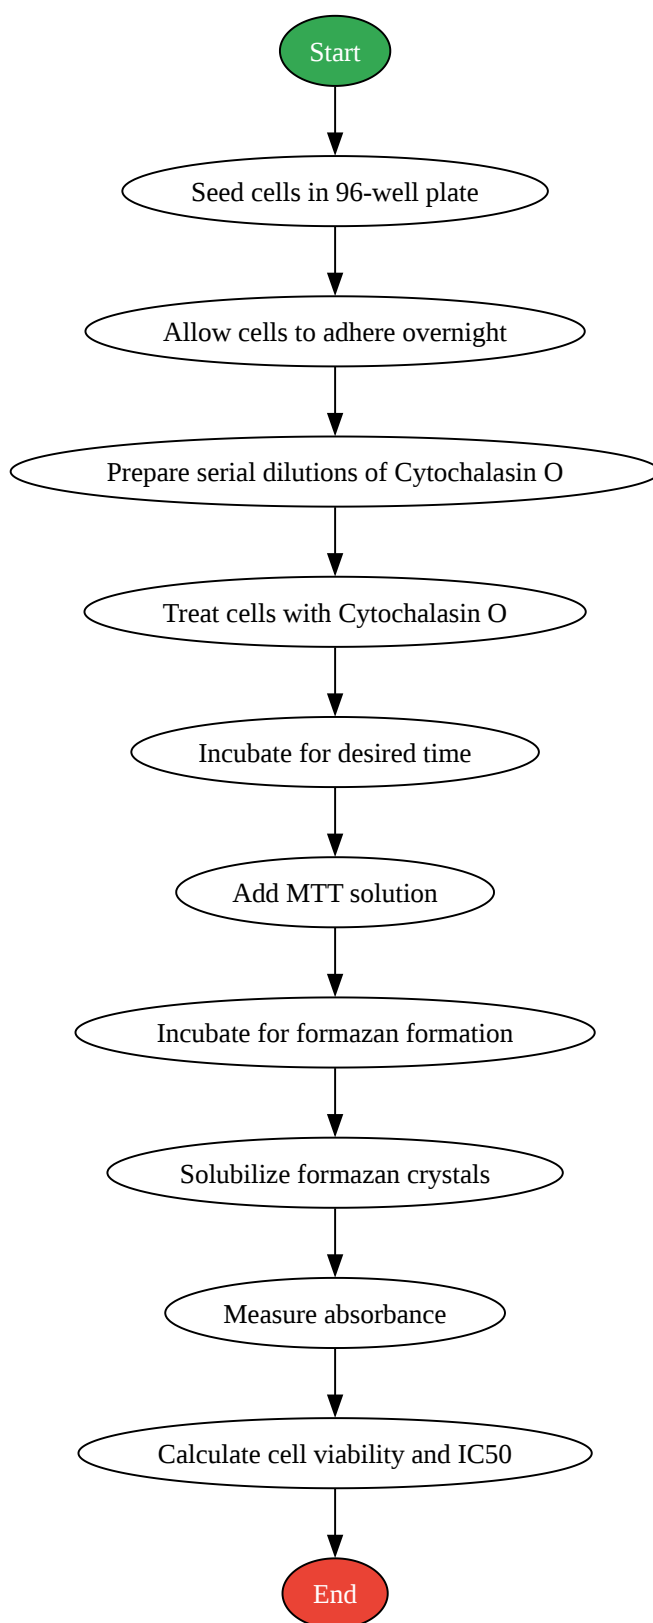 Start
Seed cells in 96-well plate
Allow cells to adhere overnight
Prepare serial dilutions of Cytochalasin O
Treat cells with Cytochalasin O
Incubate for desired time
Add MTT solution
Incubate for formazan formation
Solubilize formazan crystals
Measure absorbance
Calculate cell viability and IC50
End